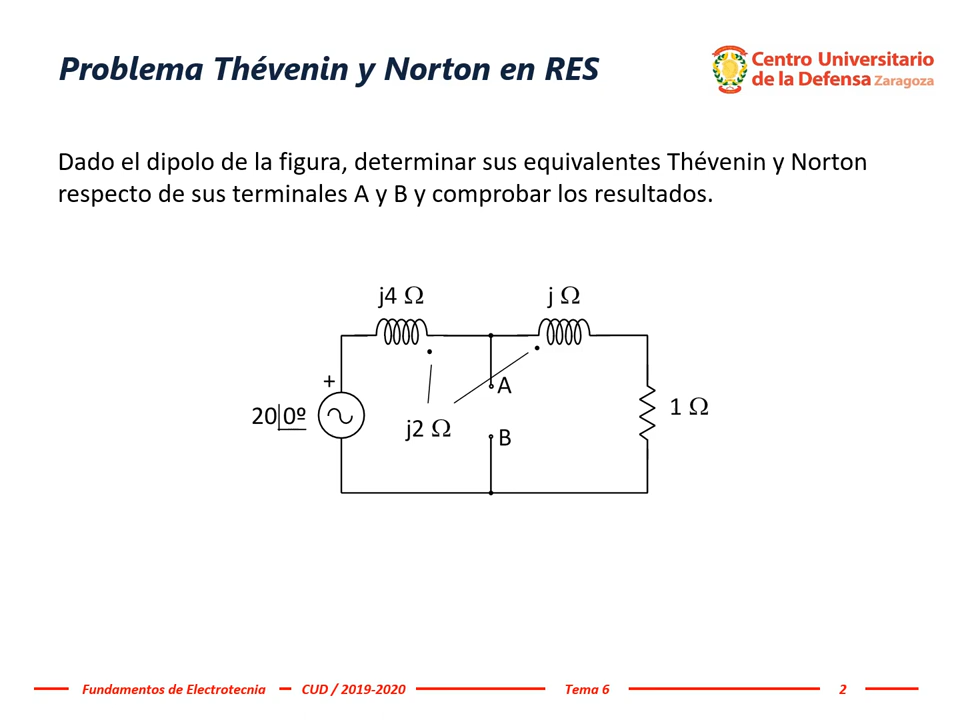 Problema Thévenin y Norton en RES
Centro Universitario
de la Defensa Zaragoza
Dado el dipolo de la figura, determinar sus equivalentes Thévenin y Norton
respecto de sus terminales A y B y comprobar los resultados.
j4 Ω
j Ω
+
A
20|0º
1 Ω
j2 Ω
B
Fundamentos de Electrotecnia
CUD / 2019-2020
Tema 6
2